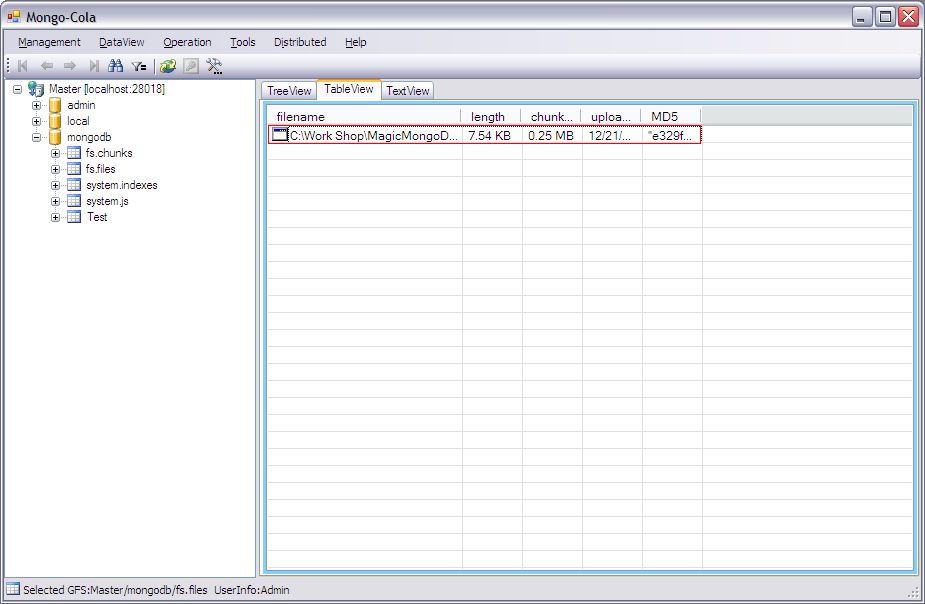 Mongo-Cola
Management DataView Operation Tools Distributed Help
Master [localhost:28018]
admin
local
mongodb
fs.chunks
fs.files
system.indexes
system.js
Test
TreeView TableView TextView
filename length chunk... uploa... MD5
C:\Work Shop\MagicMongoD... 7.54 KB 0.25 MB 12/21/... "e329f...
Selected GFS:Master/mongodb/fs.files UserInfo:Admin